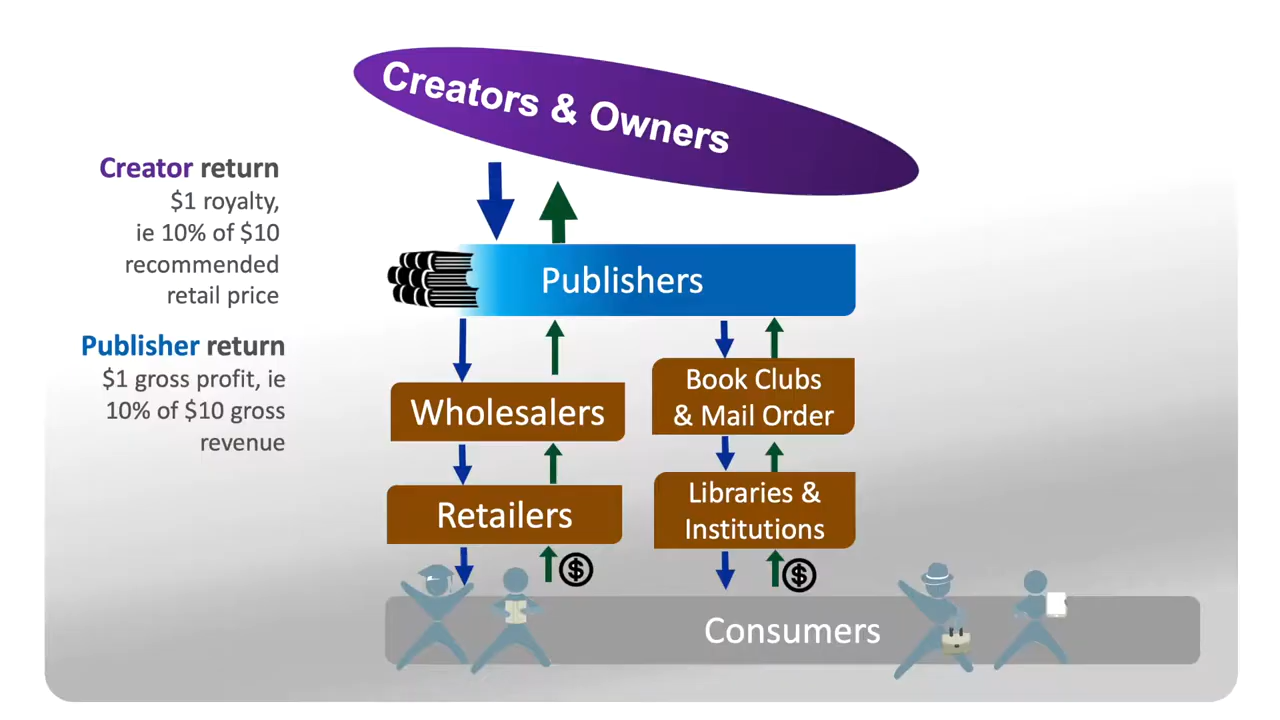 Creators & Owners
Creator return
$1 royalty,
ie 10% of $10
recommended
retail price
Publishers
Publisher return
$1 gross profit, ie
10% of $10 gross
revenue
Wholesalers
Book Clubs
& Mail Order
Retailers
Libraries &
Institutions
$
$
Consumers